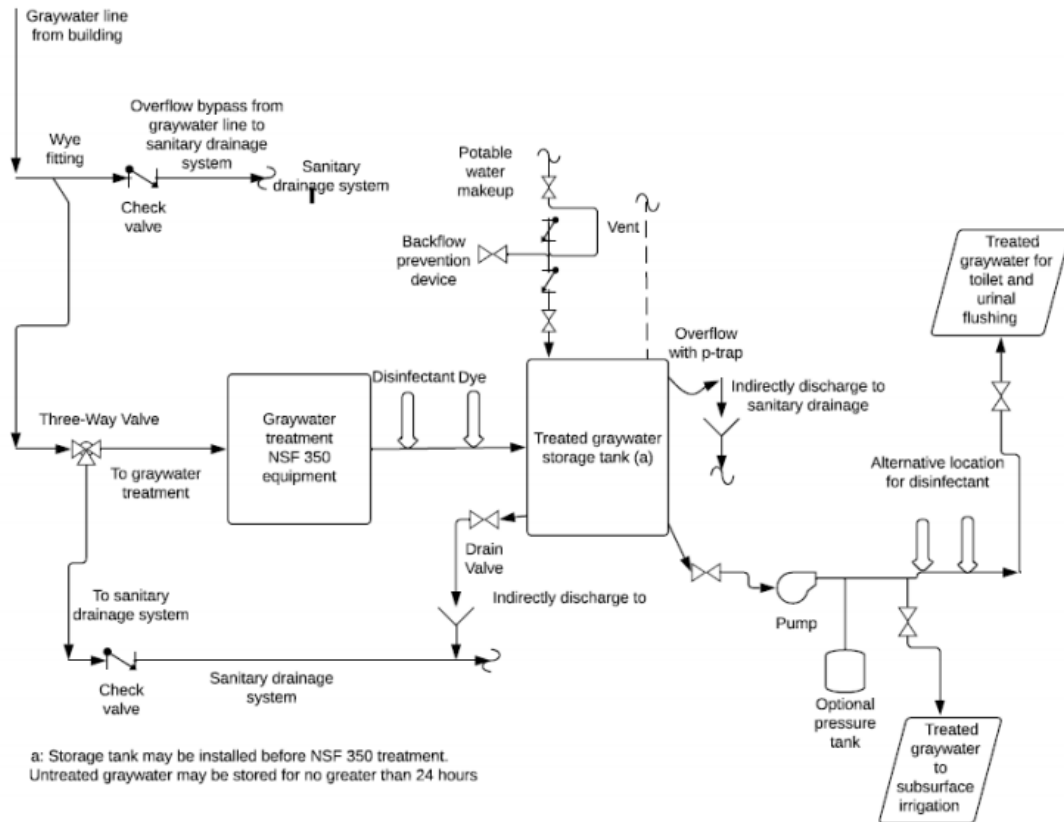 Graywater line
from building
Overflow bypass from
graywater line to
sanitary drainage
system
Wye
fitting
Sanitary
drainage system
Check
valve
Potable
water
makeup
Vent
Backflow
prevention
device
Treated
graywater for
toilet and
urinal
flushing
Overflow
with p-trap
Disinfectant Dye
Indirectly discharge to
sanitary drainage
Three-Way Valve
Graywater
treatment
NSF 350
equipment
Treated graywater
storage tank (a)
To graywater
treatment
Alternative location
for disinfectant
Drain
Valve
To sanitary
drainage system
Indirectly discharge to
Pump
Sanitary drainage
system
Check
valve
Optional
pressure
tank
Treated
graywater
to
subsurface
irrigation
a: Storage tank may be installed before NSF 350 treatment.
Untreated graywater may be stored for no greater than 24 hours